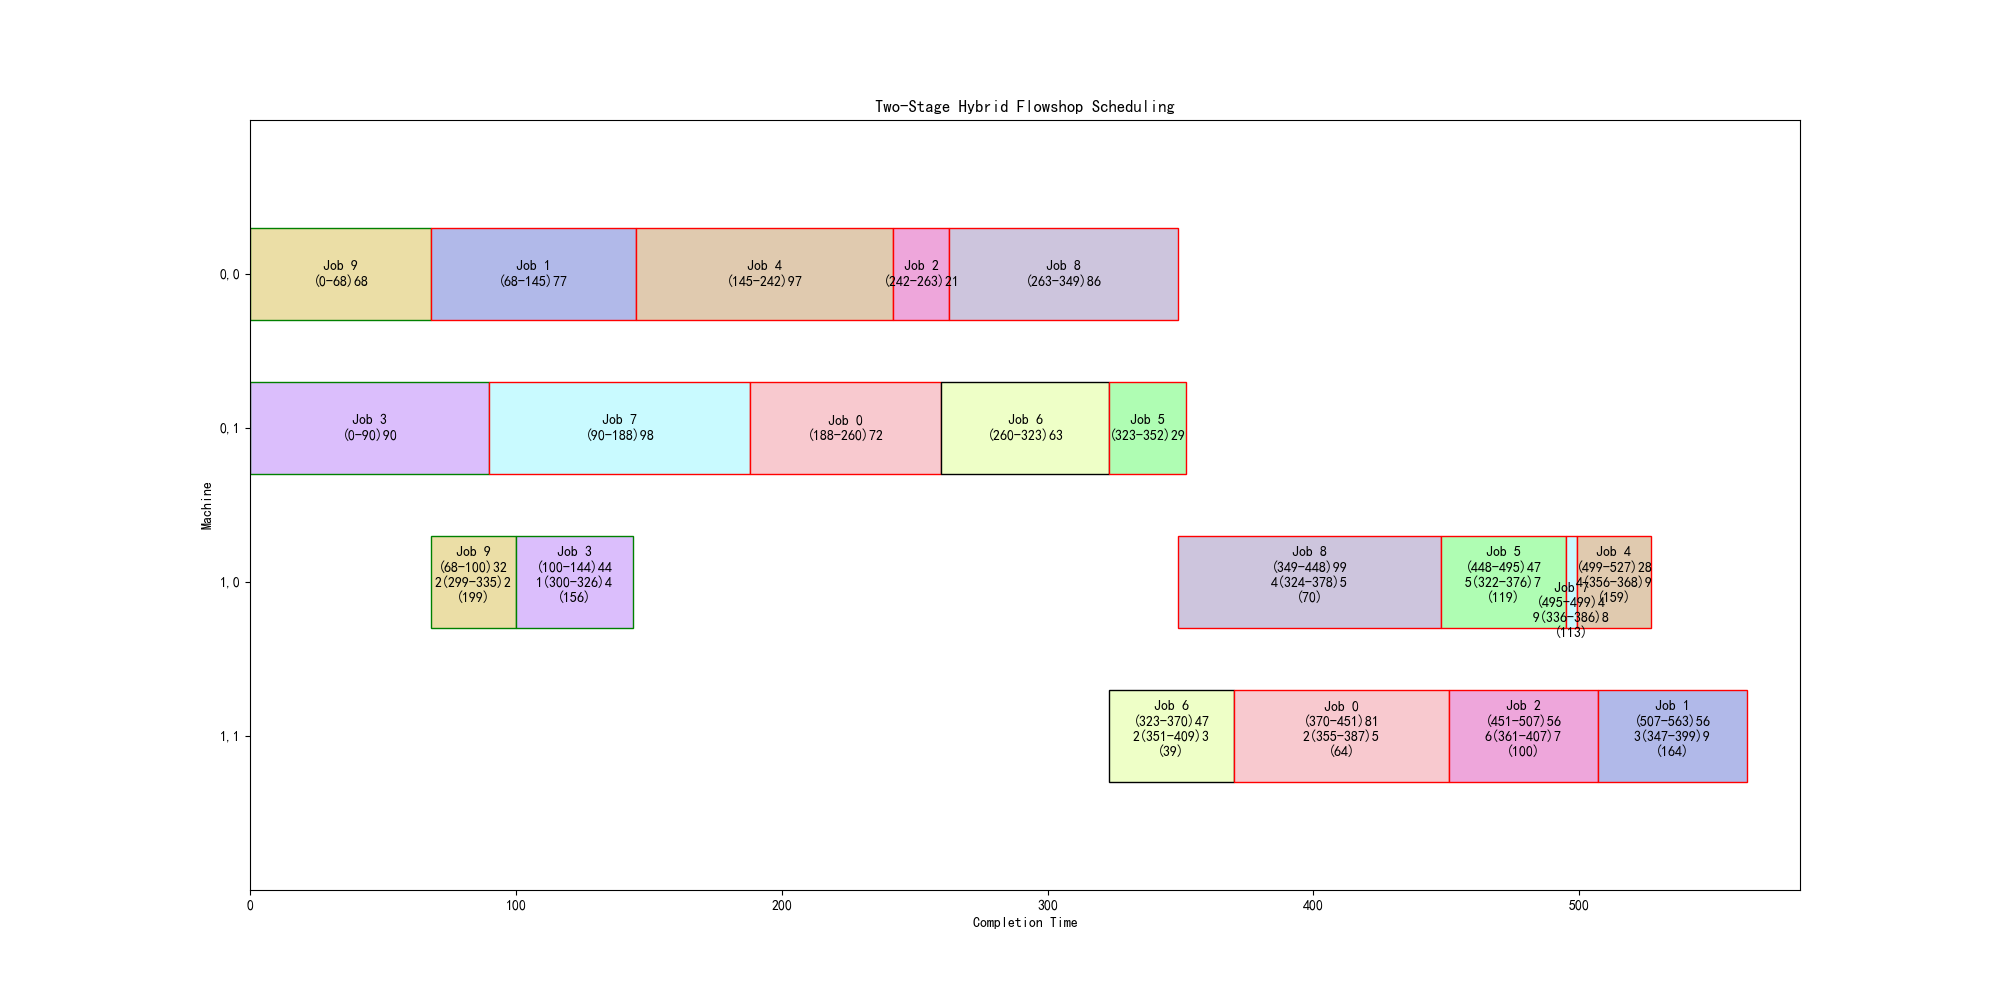 Two-Stage Hybrid Flowshop Scheduling
0,0
Job 9
(0-68)68
Job 1
(68-145)77
Job 4
(145-242)97
Job 2
(242-263)21
Job 8
(263-349)86
0,1
Job 3
(0-90)90
Job 7
(90-188)98
Job 0
(188-260)72
Job 6
(260-323)63
Job 5
(323-352)29
Machine
1,0
Job 9
(68-100)32
2(299-335)2
(199)
Job 3
(100-144)44
1(300-326)4
(156)
Job 8
(349-448)99
4(324-378)5
(70)
Job 5
(448-495)47
5(322-376)7
(119)
Job 7
(495-499)4
9(336-386)8
(113)
Job 4
(499-527)28
4(356-368)9
(159)
1,1
Job 6
(323-370)47
2(351-409)3
(39)
Job 0
(370-451)81
2(355-387)5
(64)
Job 2
(451-507)56
6(361-407)7
(100)
Job 1
(507-563)56
3(347-399)9
(164)
0
100
200
300
400
500
Completion Time